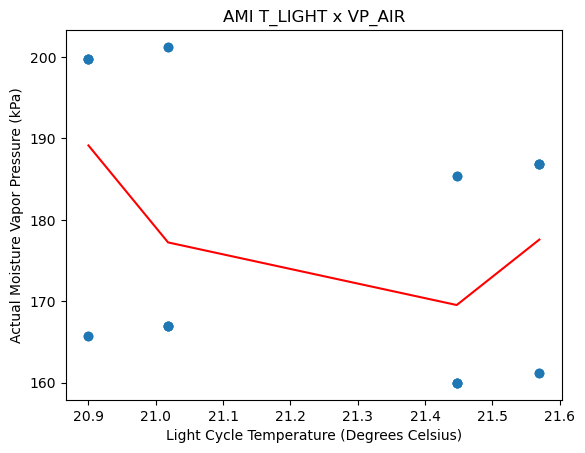 AMI T_LIGHT x VP_AIR
Actual Moisture Vapor Pressure (kPa)
200
190
180
170
160
20.9 21.0 21.1 21.2 21.3 21.4 21.5 21.6
Light Cycle Temperature (Degrees Celsius)